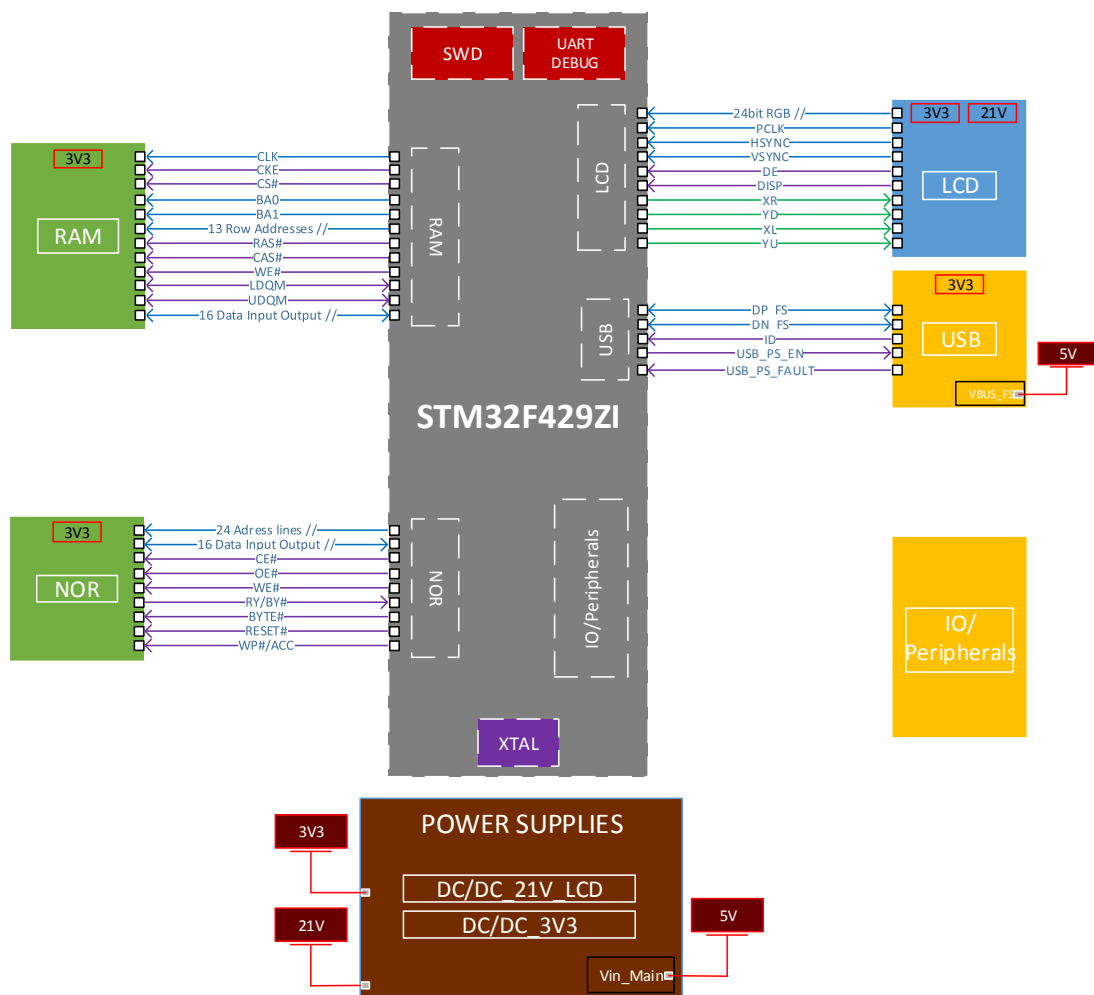 SWD
UART
DEBUG
3V3
RAM
CLK
CKE
CS#
BA0
BA1
13 Row Addresses //
RAS#
CAS#
WE#
LDQM
UDQM
16 Data Input Output //
RAM
LCD
24bit RGB //
PCLK
HSYNC
VSYNC
DE
DISP
XR
YD
XL
YU
3V3
21V
LCD
USB
DP_FS
DN_FS
ID
USB_PS_EN
USB_PS_FAULT
3V3
USB
VBUS_FS
5V
STM32F429ZI
3V3
NOR
24 Adress lines //
16 Data Input Output //
CE#
OE#
WE#
RY/BY#
BYTE#
RESET#
WP#/ACC
NOR
IO/Peripherals
IO/
Peripherals
XTAL
POWER SUPPLIES
3V3
DC/DC_21V_LCD
DC/DC_3V3
21V
5V
Vin_Main